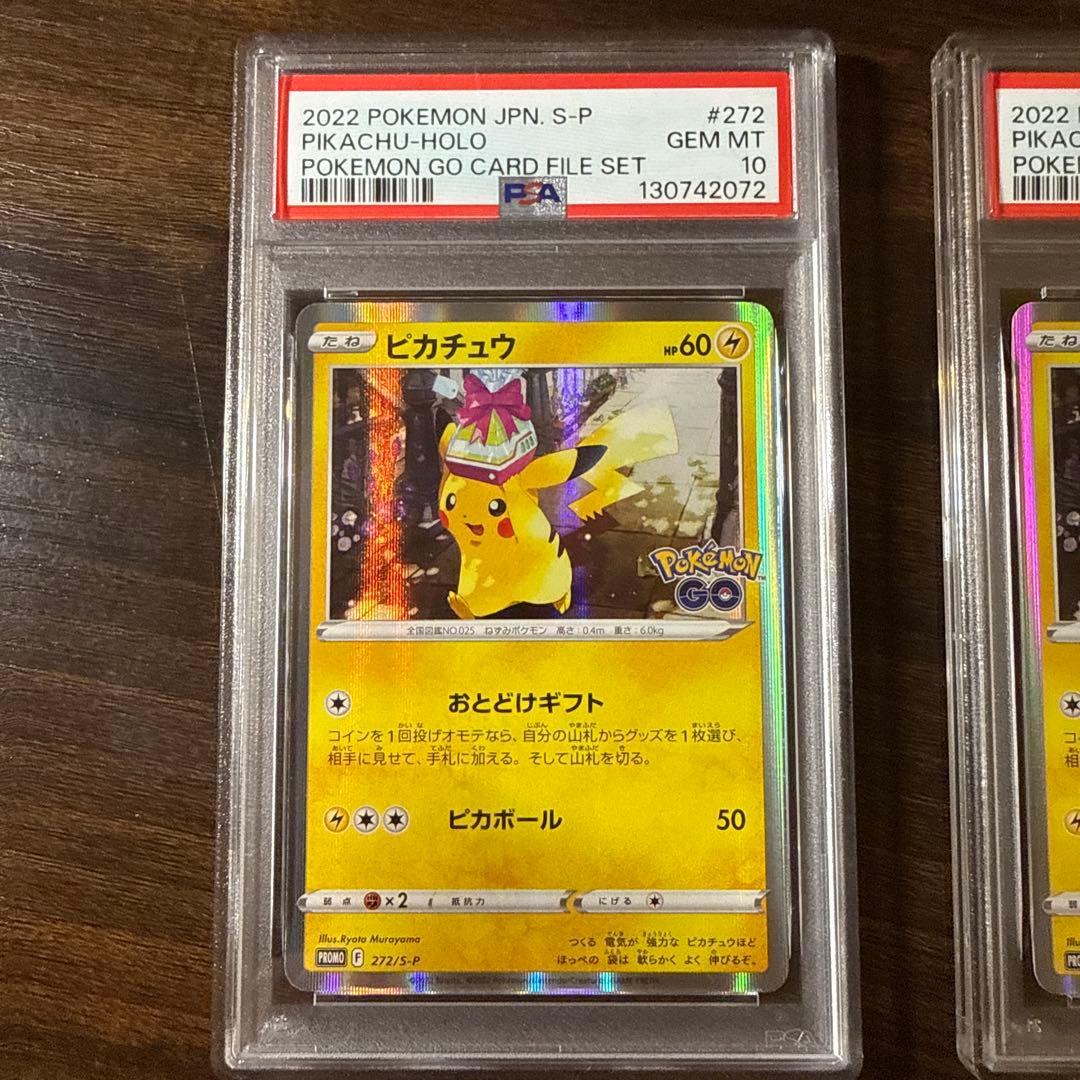 2022 POKEMON JPN. S-P #272
PIKACHU-HOLO GEM MT
POKEMON GO CARD FILE SET 10
PSA 130742072
たね ピカチュウ HP60
POKéMON™
GO
全国図鑑NO.025 ねずみポケモン 高さ:0.4m 重さ:6.0kg
おとどけギフト
コインを1回投げオモテなら、自分の山札からグッズを1枚選び、
相手に見せて、手札に加える。そして山札を切る。
ピカボール 50
弱点 ×2 抵抗力 にげる
Illus.Ryota Murayama
つくる 電気が 強力な ピカチュウほど
ほっぺの 袋は 軟らかく よく 伸びるぞ。
PROMO F 272/S-P
PSA
2022
たね